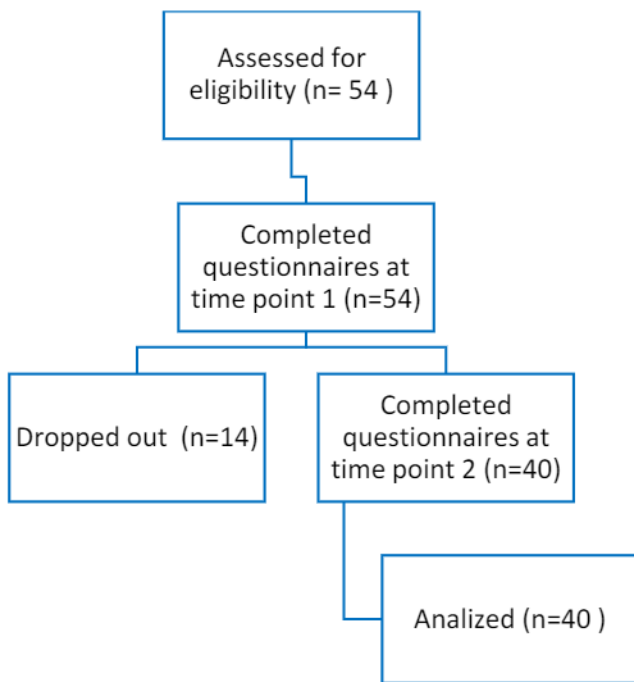 Assessed for
eligibility (n= 54 )
Completed
questionnaires at
time point 1 (n=54)
Dropped out  (n=14)
Completed
questionnaires at
time point 2 (n=40)
Analized (n=40 )